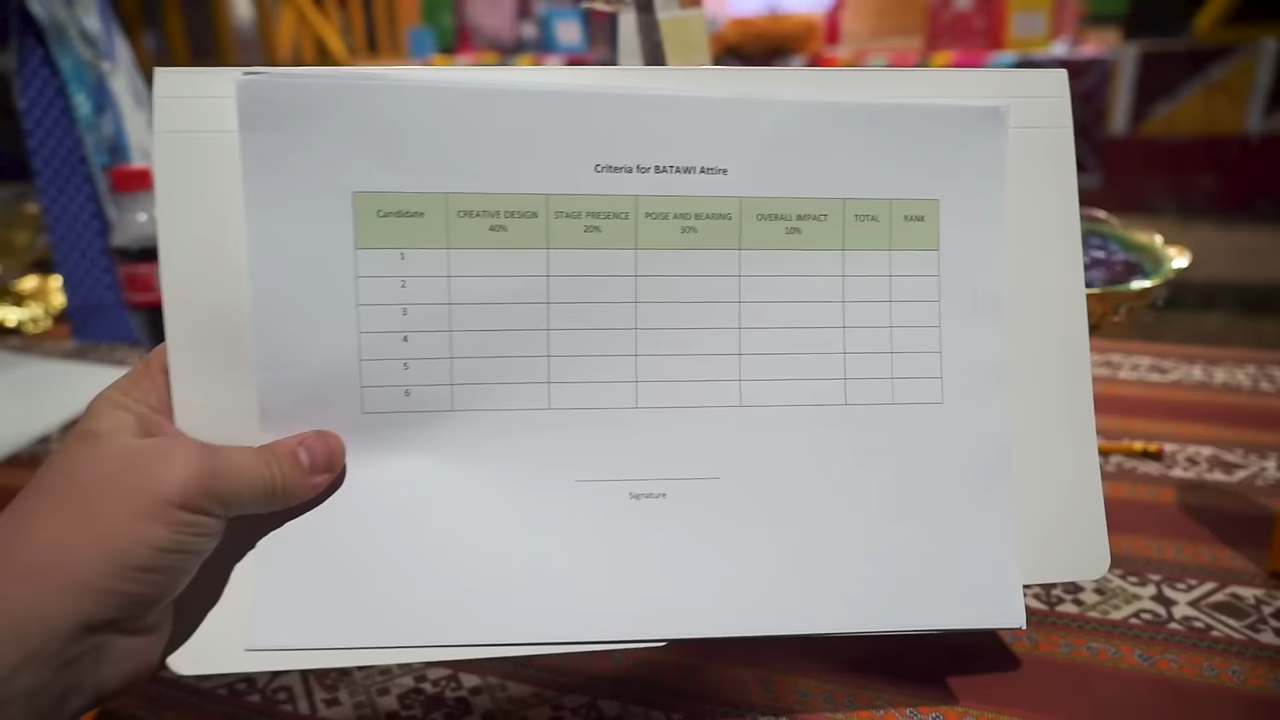 Criteria for BATAWI Attire
Candidate CREATIVE DESIGN STAGE PRESENCE POISE AND BEARING OVERALL IMPACT TOTAL RANK
40% 20% 30% 10%
1
2
3
4
5
6
Signature